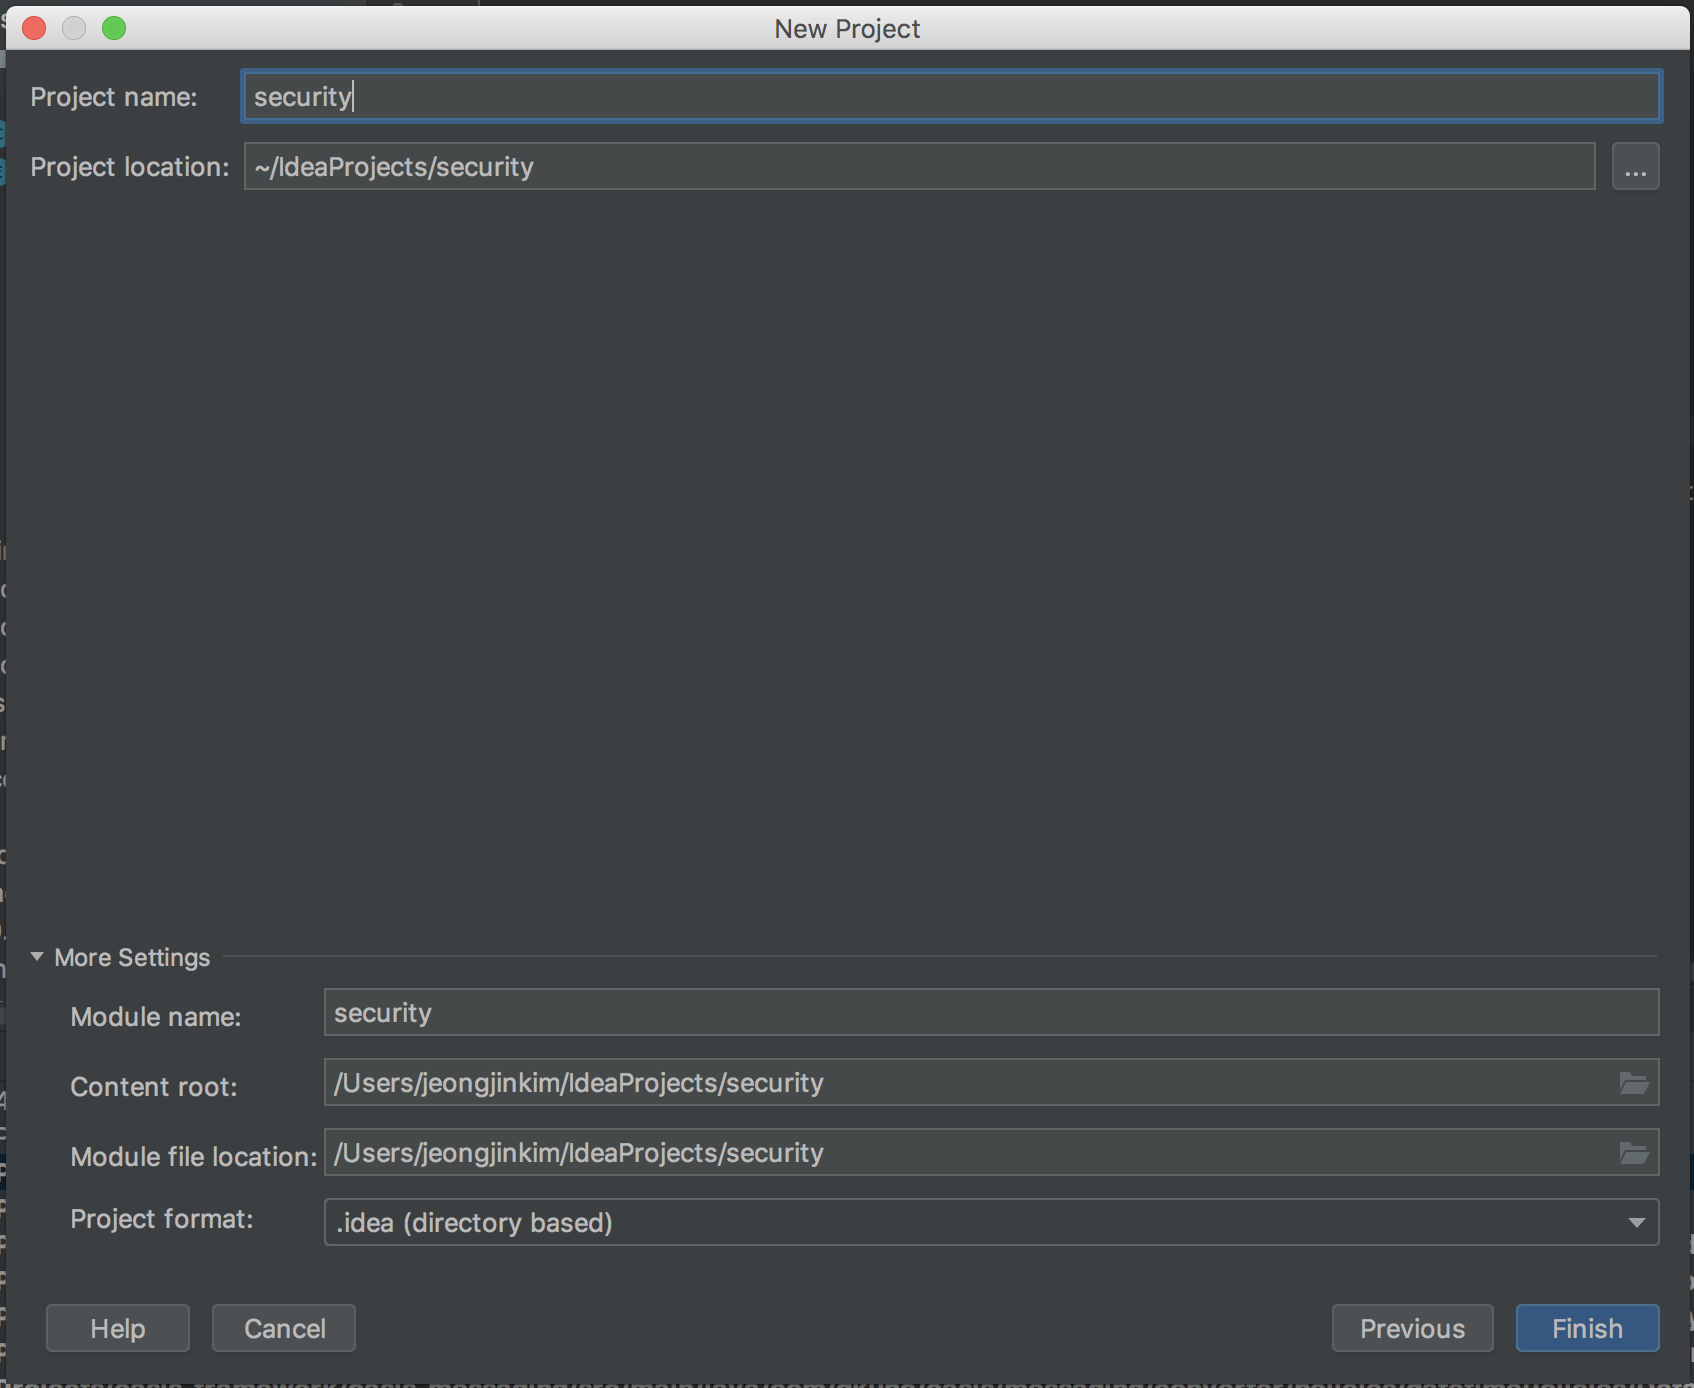 New Project
Project name: security
Project location: ~/IdeaProjects/security ...
More Settings
Module name: security
Content root: /Users/jeongjinkim/IdeaProjects/security
Module file location: /Users/jeongjinkim/IdeaProjects/security
Project format: .idea (directory based)
Help Cancel Previous Finish